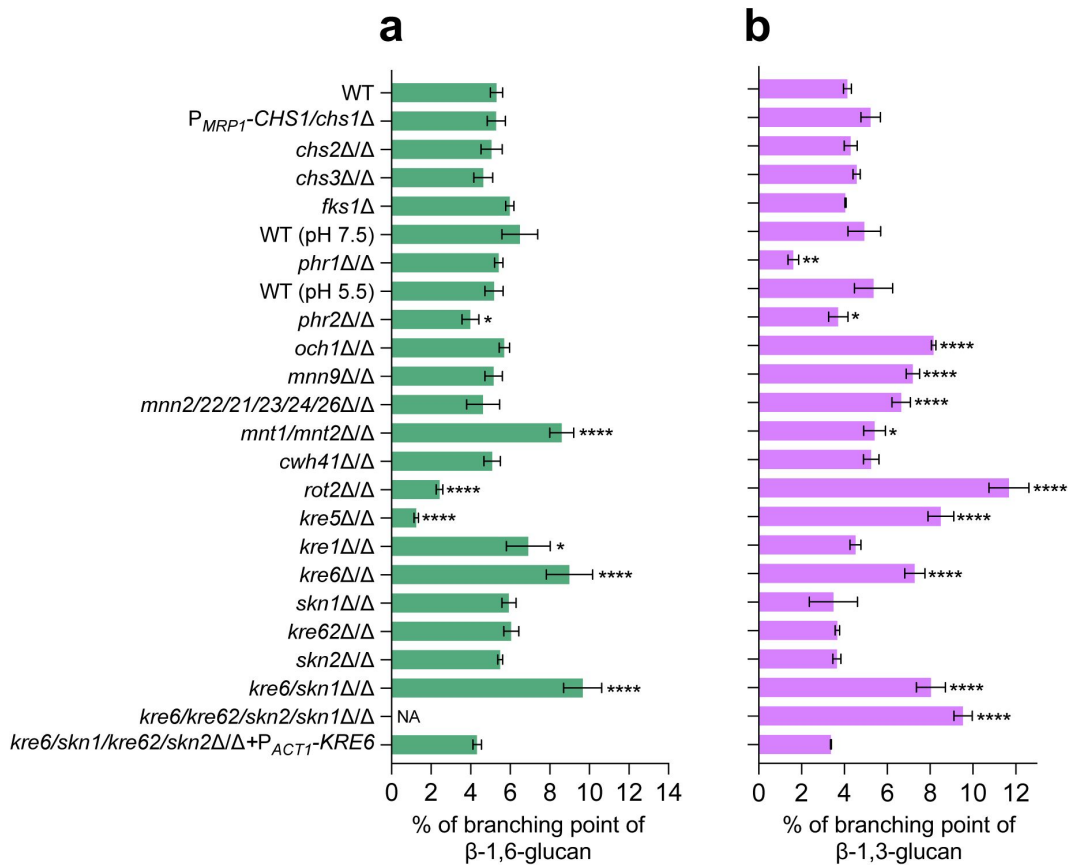 a b
WT
P_MRP1-CHS1/chs1Δ
chs2Δ/Δ
chs3Δ/Δ
fks1Δ
WT (pH 7.5)
phr1Δ/Δ
**
WT (pH 5.5)
phr2Δ/Δ
* *
och1Δ/Δ
****
mnn9Δ/Δ
****
mnn2/22/21/23/24/26Δ/Δ
****
mnt1/mnt2Δ/Δ
**** *
cwh41Δ/Δ
rot2Δ/Δ
**** ****
kre5Δ/Δ
**** ****
kre1Δ/Δ
*
kre6Δ/Δ
**** ****
skn1Δ/Δ
kre62Δ/Δ
skn2Δ/Δ
kre6/skn1Δ/Δ
**** ****
kre6/kre62/skn2/skn1Δ/Δ
NA ****
kre6/skn1/kre62/skn2Δ/Δ+P_ACT1-KRE6
0 2 4 6 8 10 12 14
0 2 4 6 8 10 12
% of branching point of
β-1,6-glucan
% of branching point of
β-1,3-glucan